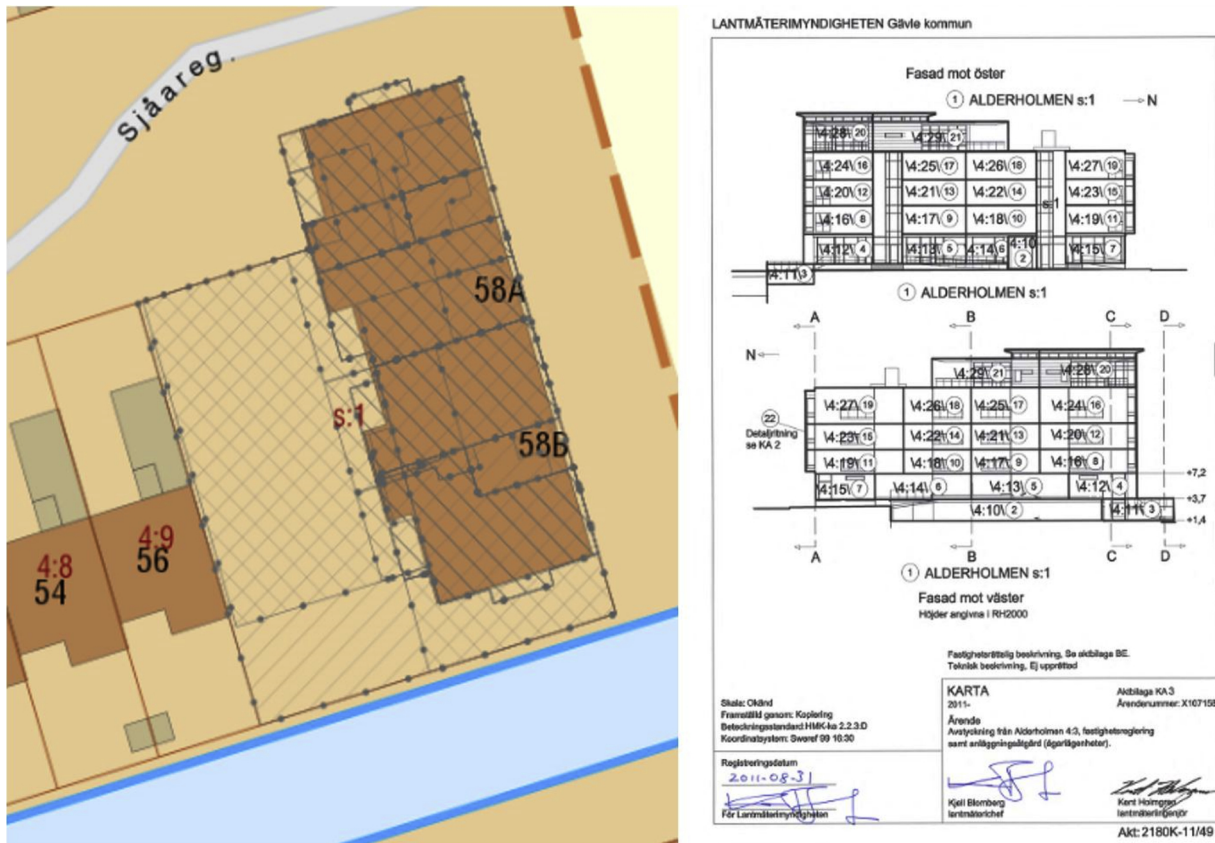 Sjåareg.
58A
s:1
58B
4:9
56
4:8
54
LANTMÄTERIMYNDIGHETEN Gävle kommun
Fasad mot öster
1 ALDERHOLMEN s:1 N
\4:28\ 20 \4:29\ 21
\4:24\ 16 \4:25\ 17 \4:26\ 18 \4:27\ 19
\4:20\ 12 \4:21\ 13 \4:22\ 14 \4:23\ 15
s:1
\4:16\ 8 \4:17\ 9 \4:18\ 10 \4:19\ 11
\4:12\ 4 \4:13\ 5 \4:14\ 6 4:10 2 \4:15\ 7
4:11\ 3
1 ALDERHOLMEN s:1
A B C D
N
\4:29\ 21 \4:28\ 20
\4:27\ 19 \4:26\ 18 \4:25\ 17 \4:24\ 16
22
Detaljritning
se KA 2
\4:23\ 15 \4:22\ 14 \4:21\ 13 \4:20\ 12
\4:19\ 11 \4:18\ 10 \4:17\ 9 \4:16\ 8
+7,2
\4:15\ 7 \4:14\ 6 \4:13\ 5 \4:12\ 4
+3,7
\4:10\ 2 \4:11\ 3
+1,4
A B C D
1 ALDERHOLMEN s:1
Fasad mot väster
Höjder angivna i RH2000
Fastighetsrättslig beskrivning, Se aktbilaga BE.
Teknisk beskrivning, Ej upprättad
Skala: Okänd
Framställd genom: Kopiering
Beteckningsstandard: HMK-ka 2.2.3.D
Koordinatsystem: Sweref 99 16:30
Registreringsdatum
2011-08-31
För Lantmäterimyndigheten
KARTA
2011-
Aktbilaga KA 3
Ärendenummer: X107158
Ärende
Avstyckning från Alderholmen 4:3, fastighetsreglering
samt anläggningsåtgärd (ägarlägenheter).
Kjell Blomberg
lantmäterichef
Kent Holmgren
lantmäteriingenjör
Akt: 2180K-11/49